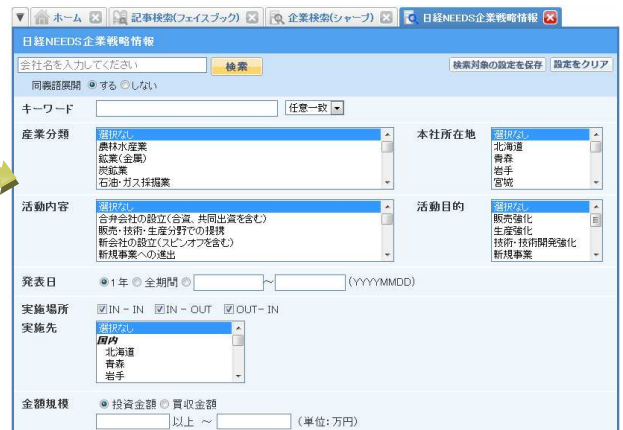 ▼ ホーム 記事検索(フェイスブック) 企業検索(シャープ) 日経NEEDS企業戦略情報
日経NEEDS企業戦略情報
会社名を入力してください 検索 検索対象の設定を保存 設定をクリア
同義語展開 する しない
キーワード 任意一致
産業分類 選択なし 本社所在地 選択なし
農林水産業 北海道
鉱業(金属) 青森
炭鉱業 岩手
石油・ガス採掘業 宮城
活動内容 選択なし 活動目的 選択なし
合弁会社の設立(合資、共同出資を含む) 販売強化
販売・技術・生産分野での提携 生産強化
新会社の設立(スピンオフを含む) 技術・技術開発強化
新規事業への進出 新規事業
発表日 1年 全期間 ~ (YYYYMMDD)
実施場所 IN - IN IN - OUT OUT- IN
実施先 選択なし
国内
北海道
青森
岩手
金額規模 投資金額 買収金額
以上 ~ (単位:万円)